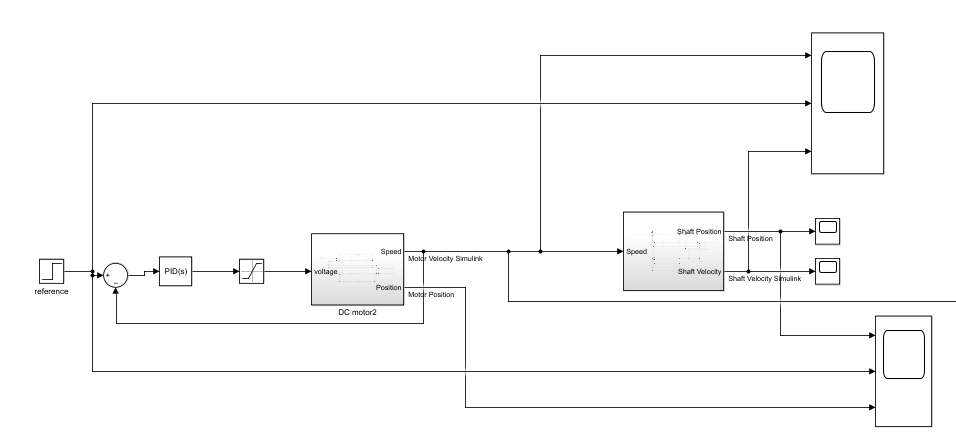 Shaft Position
Shaft Position
Speed
Motor Velocity Simulink
Speed
reference
+
−
PID(s)
voltage
Position
Motor Position
DC motor2
Shaft Velocity
Shaft Velocity Simulink